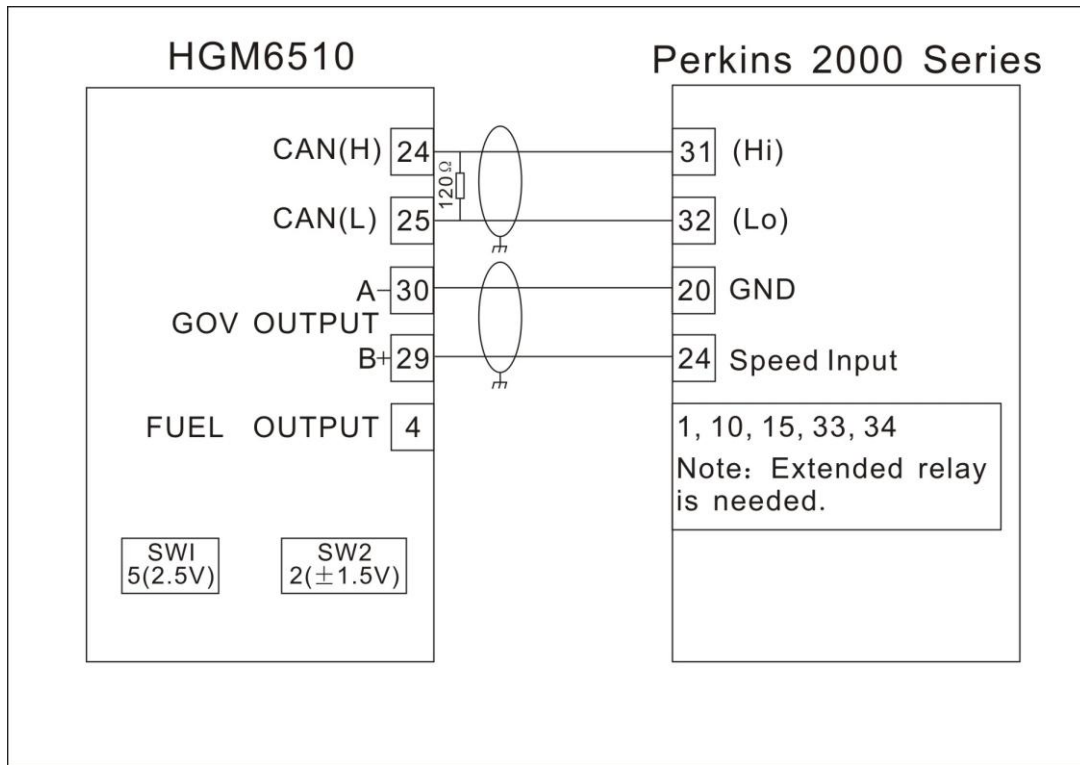 HGM6510
Perkins 2000 Series
CAN(H) 24
120Ω
31 (Hi)
CAN(L) 25
32 (Lo)
A- 30
20 GND
GOV OUTPUT
B+ 29
24 Speed Input
FUEL OUTPUT 4
1, 10, 15, 33, 34
Note: Extended relay
is needed.
SWI
5(2.5V)
SW2
2(±1.5V)